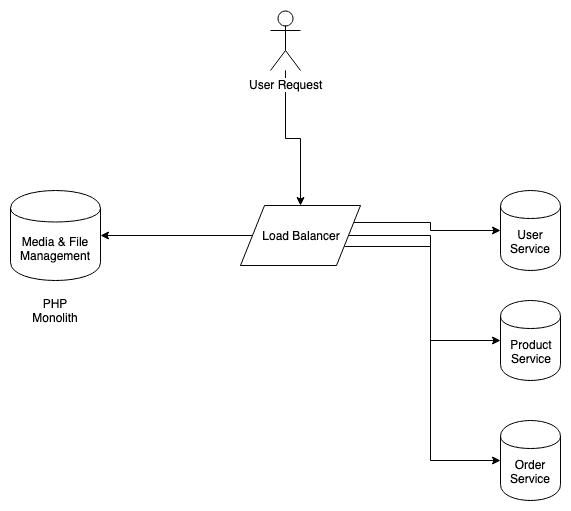 User Request
Load Balancer
Media & File
Management
PHP
Monolith
User
Service
Product
Service
Order
Service